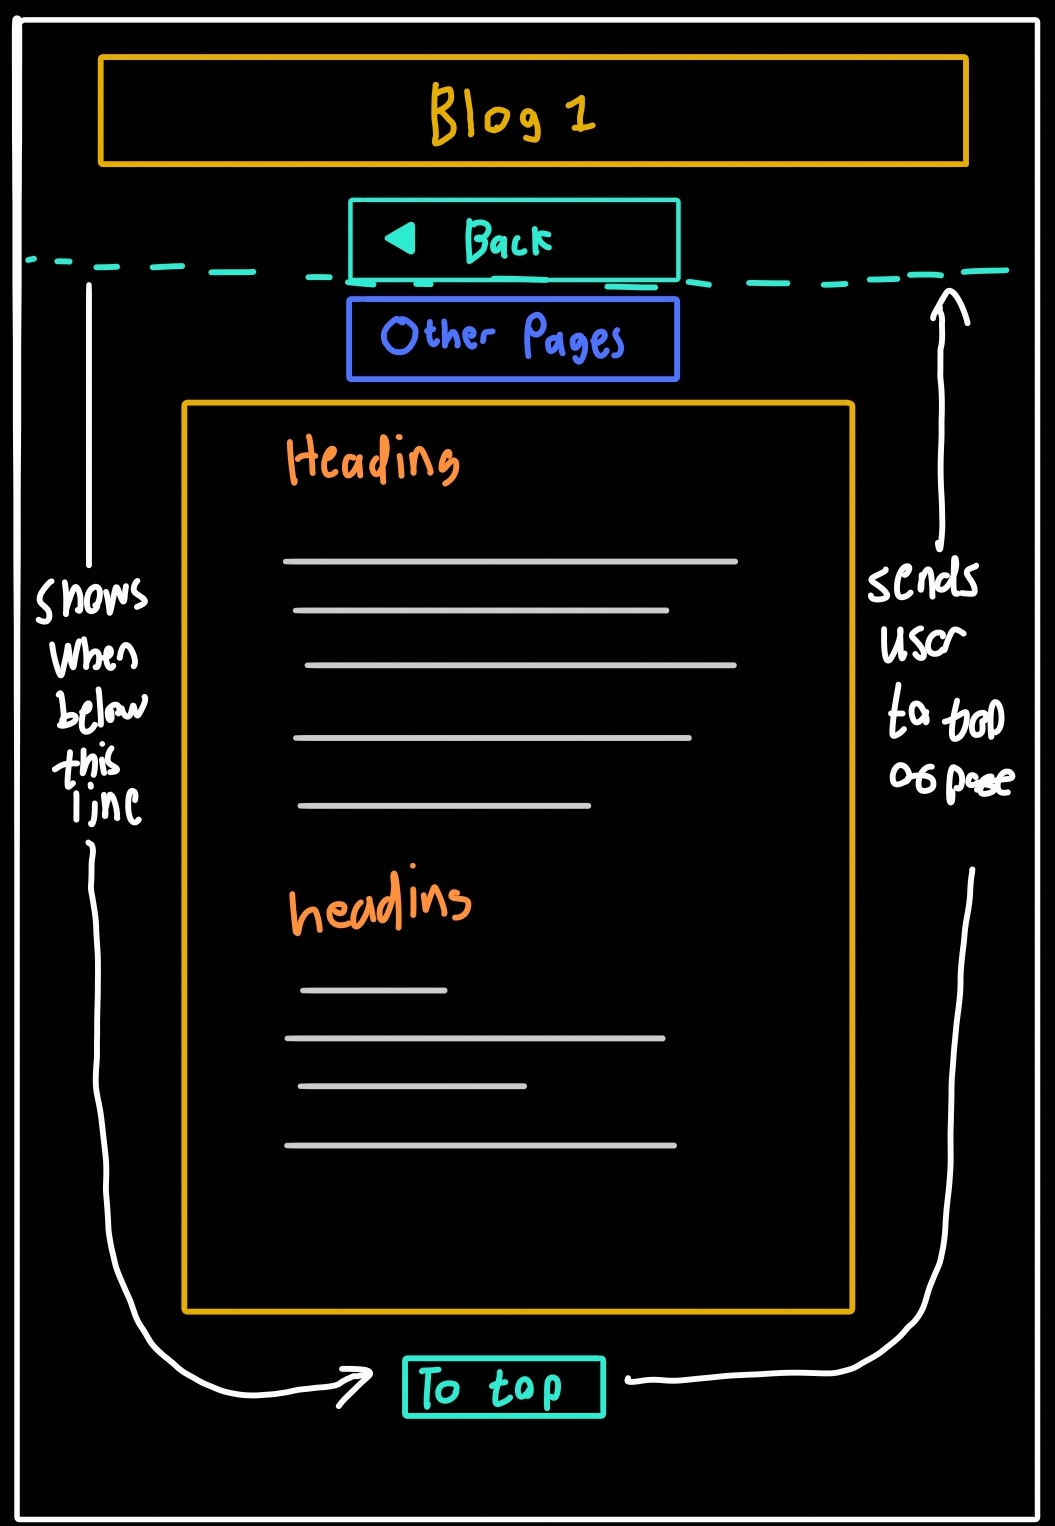 Blog 1
Back
Other Pages
Heading
shows
when
below
this
line
sends
user
to top
of page
heading
To top